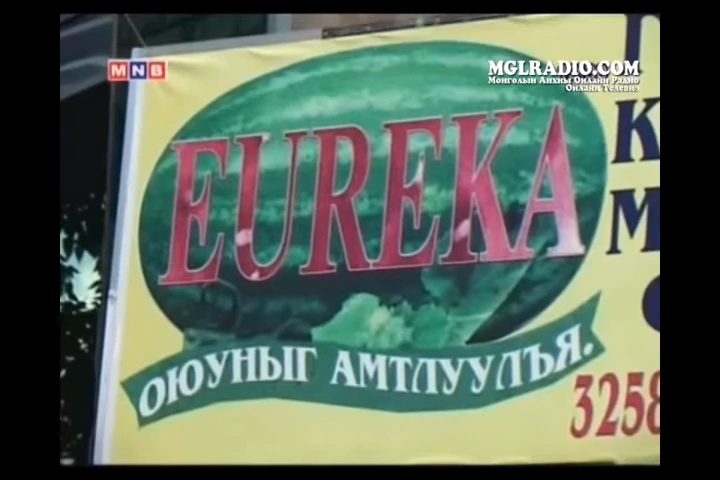 MNB
MGLRADIO.COM
Монголын Анхны Онлайн Радио
Онлайн Телевиз
EUREKA
ОЮУНЫГ АМТЛУУЛЪЯ.
Г
К
М
3258